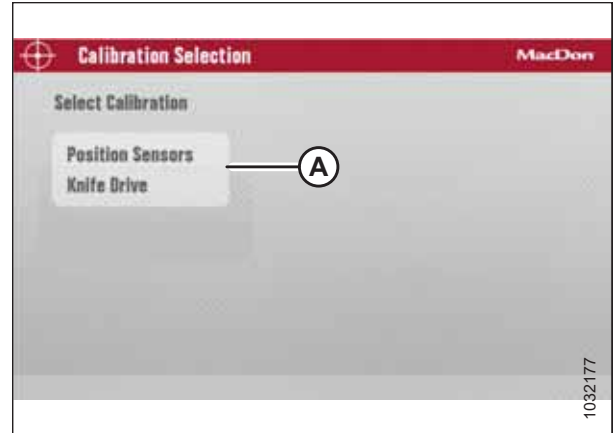 Calibration Selection
MacDon
Select Calibration
Position Sensors
Knife Drive
A
1032177